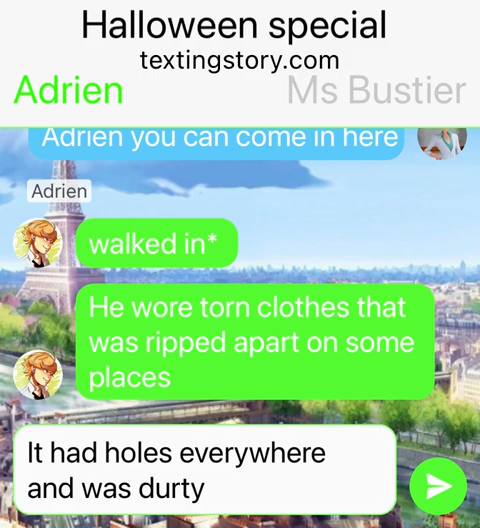 Halloween special
textingstory.com
Adrien Ms Bustier
Adrien you can come in here
Adrien
walked in*
He wore torn clothes that
was ripped apart on some
places
It had holes everywhere
and was durty